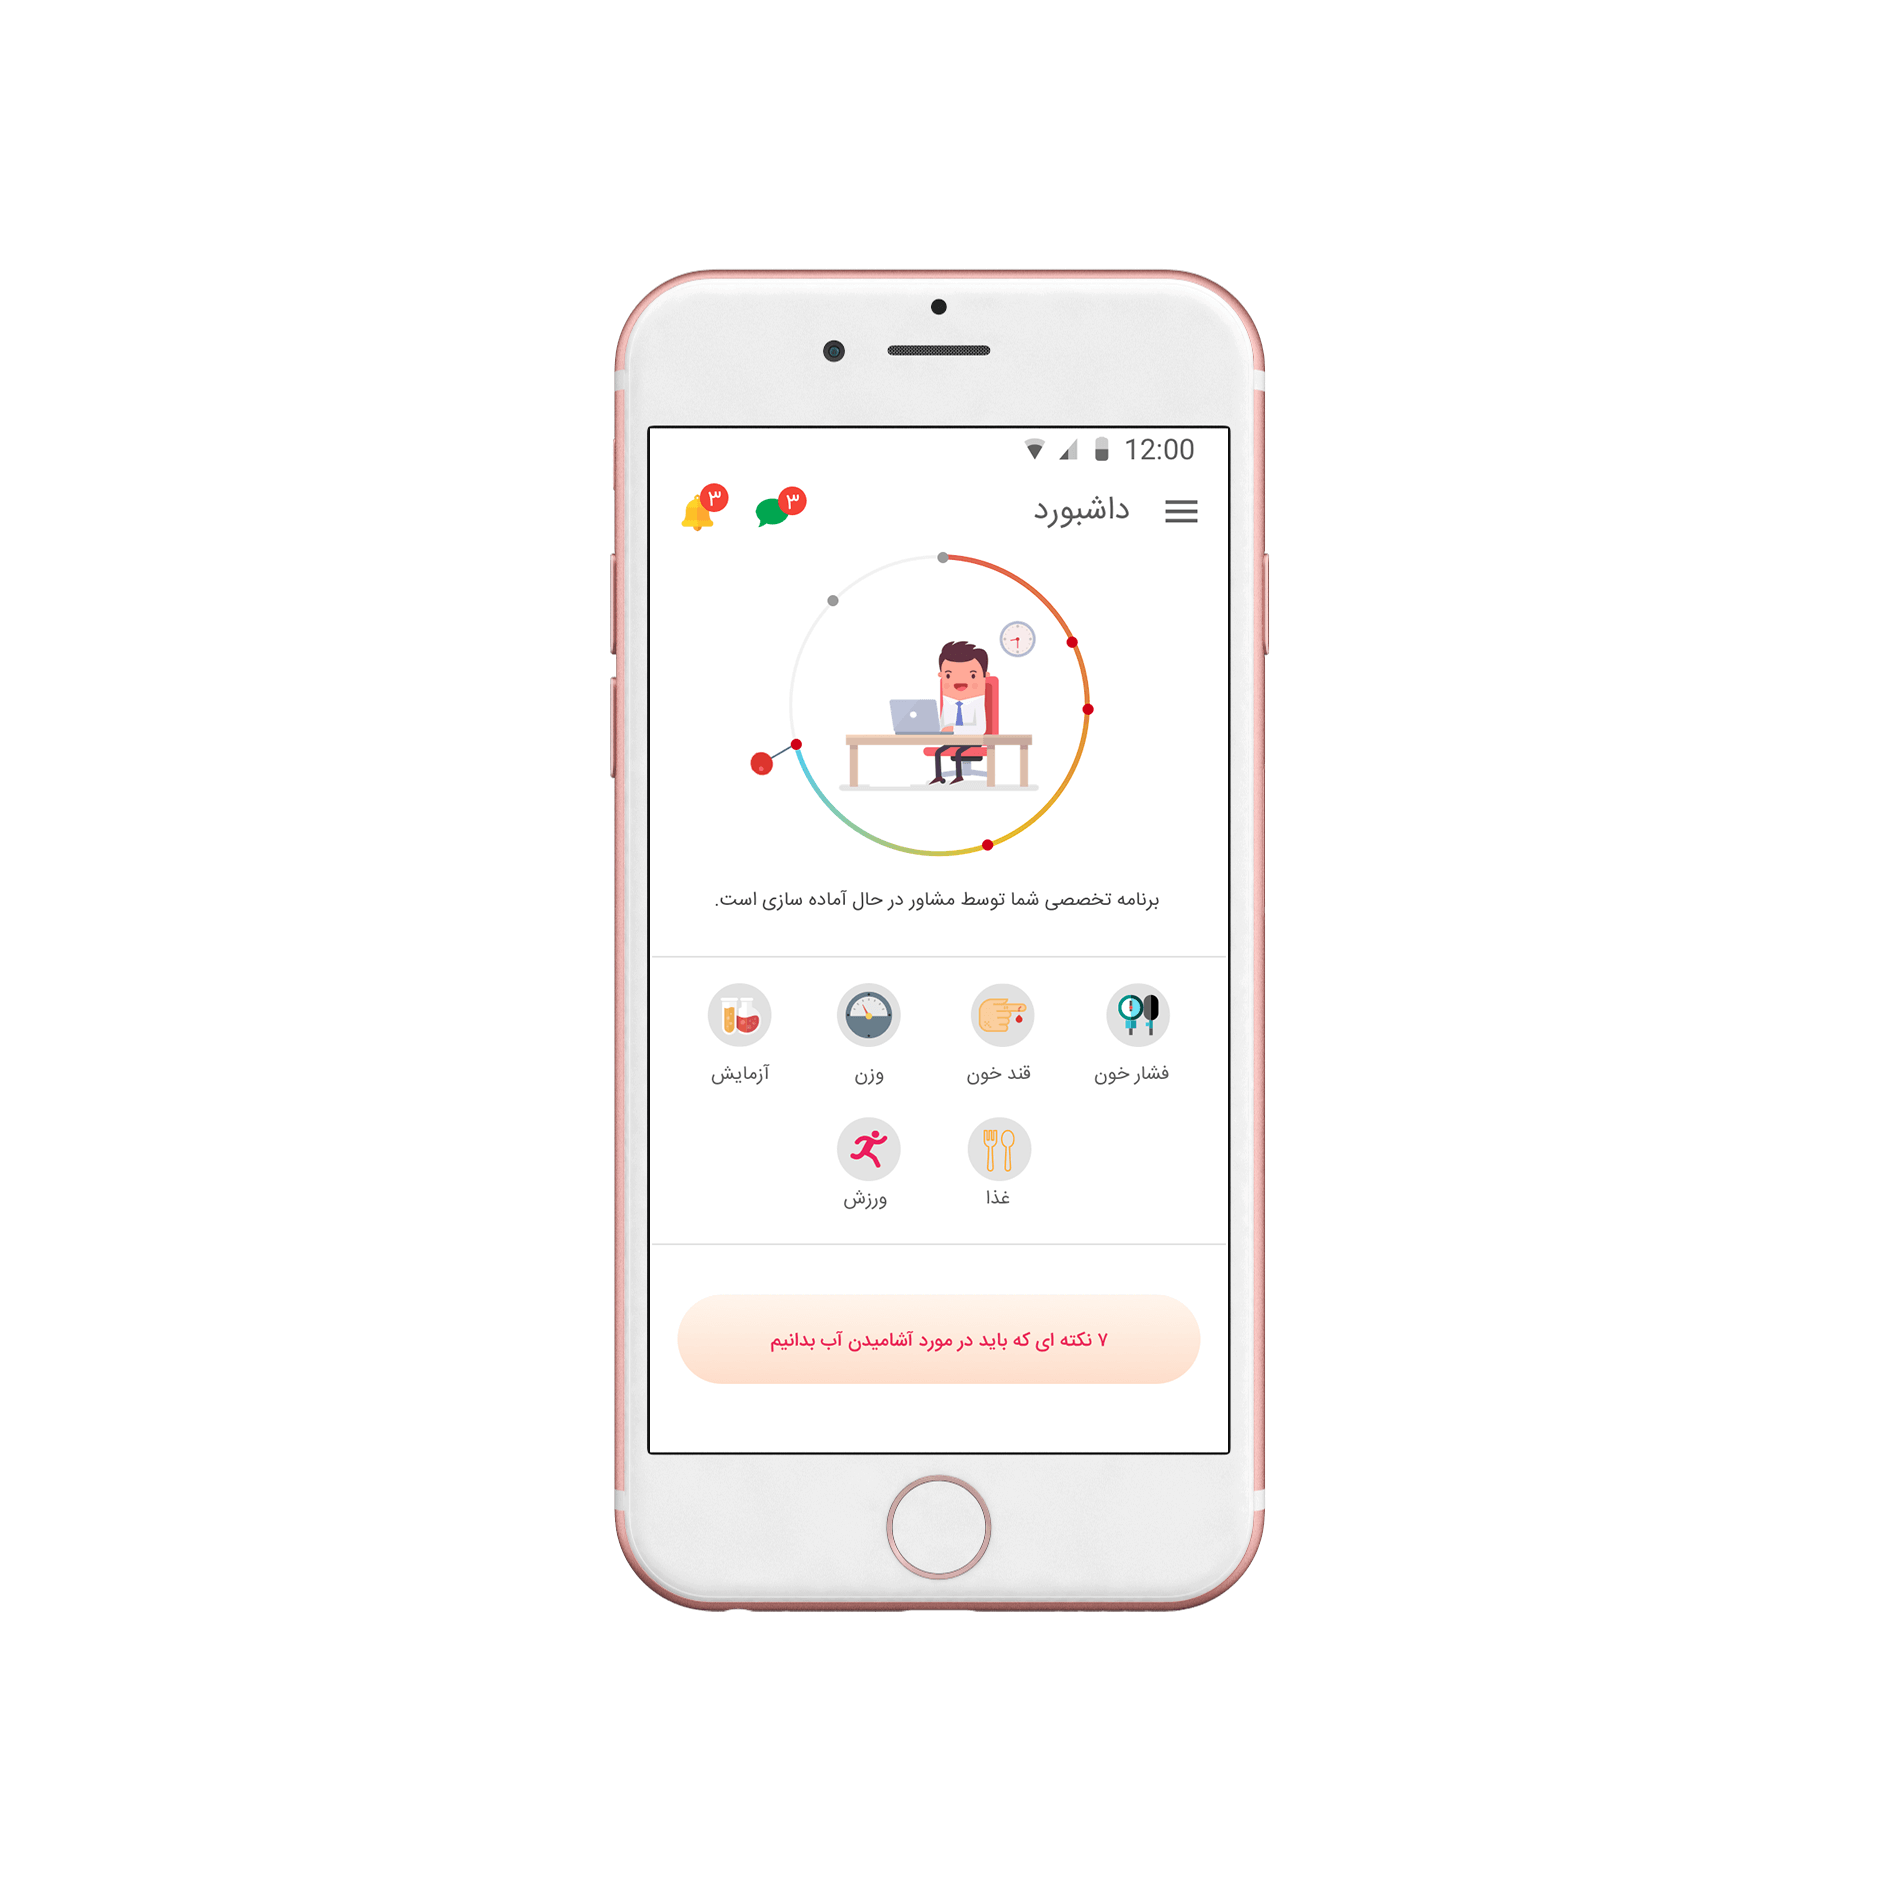 12:00
داشبورد
۳
۳
برنامه تخصصی شما توسط مشاور در حال آماده سازی است.
فشار خون
قند خون
وزن
آزمایش
غذا
ورزش
۷ نکته ای که باید در مورد آشامیدن آب بدانیم